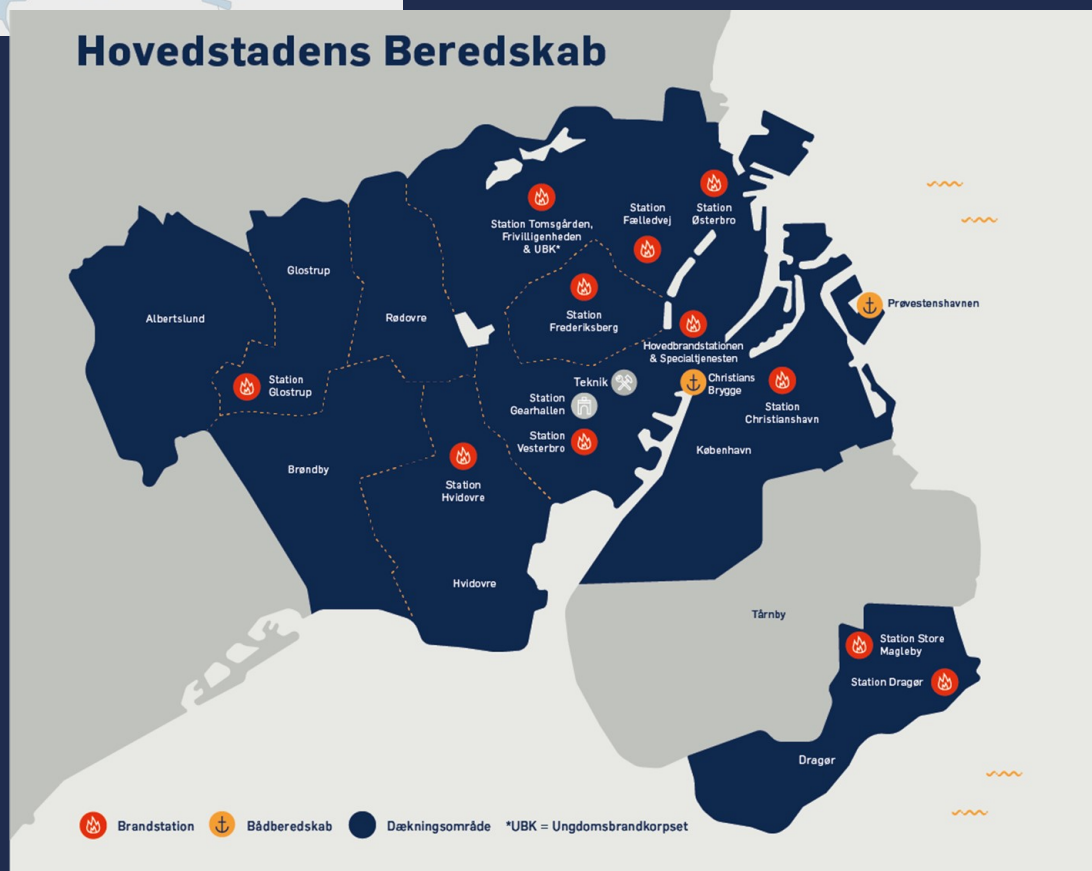 Hovedstadens Beredskab
Station Tomsgården,
Frivilligenheden
& UBK*
Station
Fælledvej
Station
Østerbro
Glostrup
Albertslund
Rødovre
Station
Frederiksberg
Prøvestenshavnen
Hovedbrandstationen
& Specialtjenesten
Station
Glostrup
Teknik
Christians
Brygge
Station
Gearhallen
Station
Christianshavn
Station
Vesterbro
København
Brøndby
Station
Hvidovre
Hvidovre
Tårnby
Station Store
Magleby
Station Dragør
Dragør
Brandstation
Bådberedskab
Dækningsområde
*UBK = Ungdomsbrandkorpset